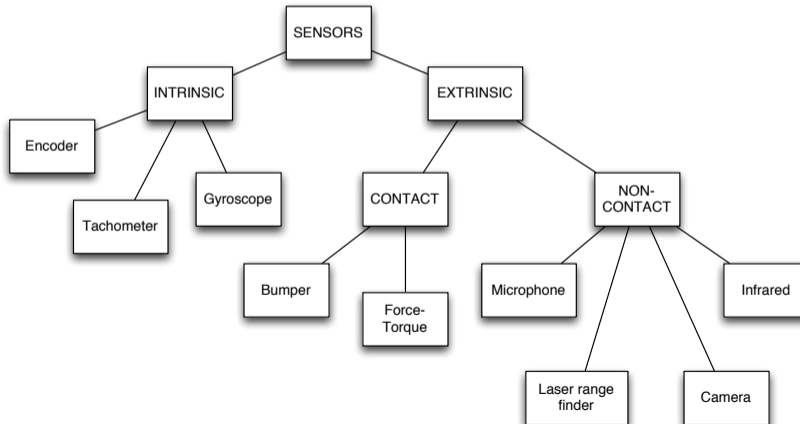 SENSORS
INTRINSIC
EXTRINSIC
Encoder
Tachometer
Gyroscope
CONTACT
NON-
CONTACT
Bumper
Force-
Torque
Microphone
Infrared
Laser range
finder
Camera